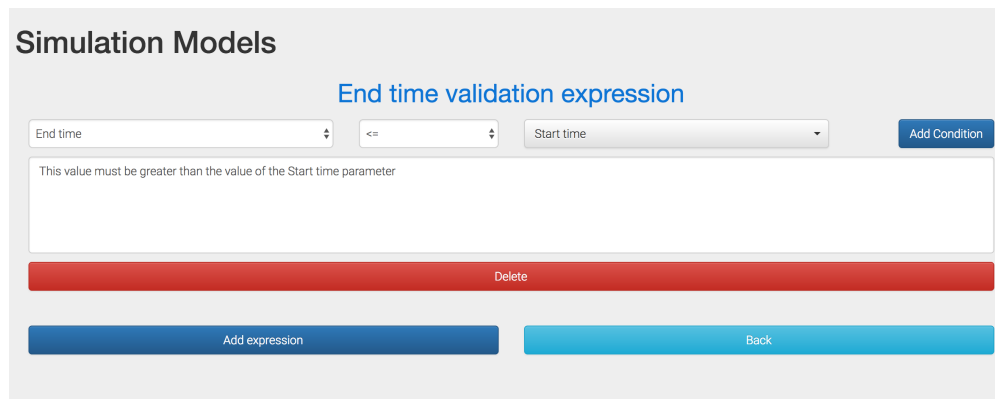 Simulation Models
End time validation expression
End time <= Start time Add Condition
This value must be greater than the value of the Start time parameter
Delete
Add expression Back